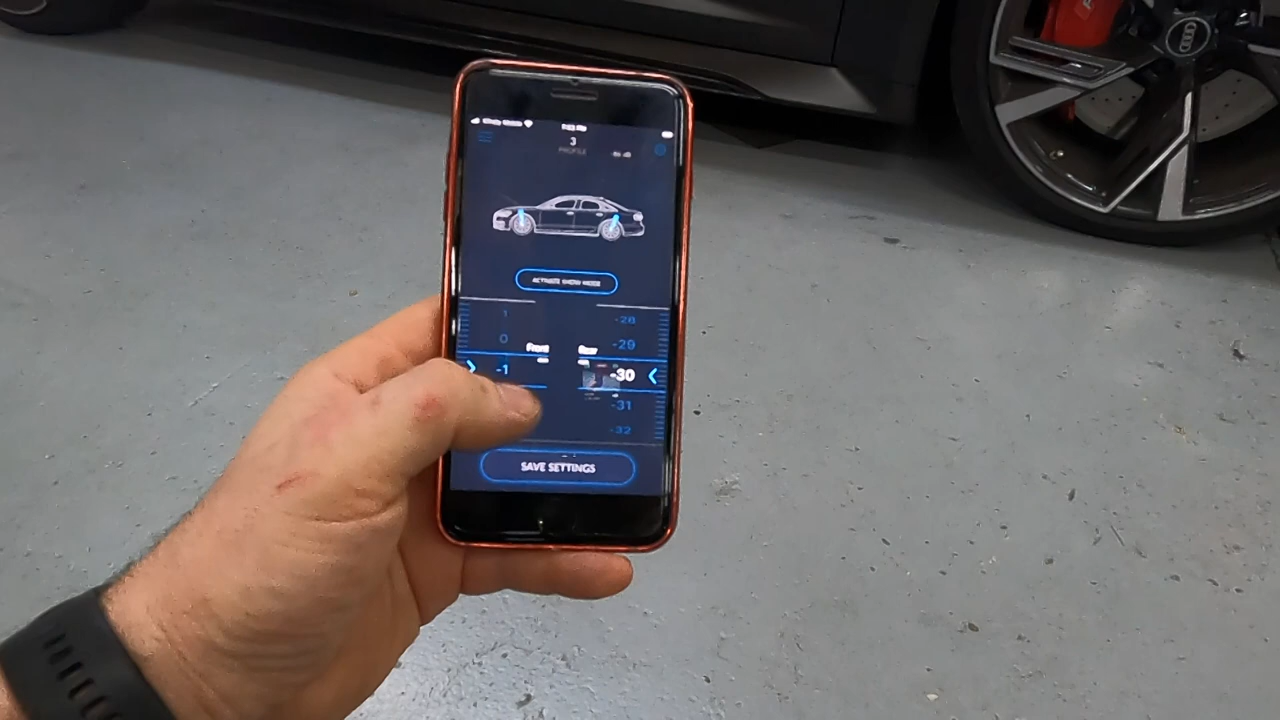 3
PROFILE
ACTIVATE SHOW MODE
1
0
-1
Front
Rear
-28
-29
-30
-31
-32
SAVE SETTINGS